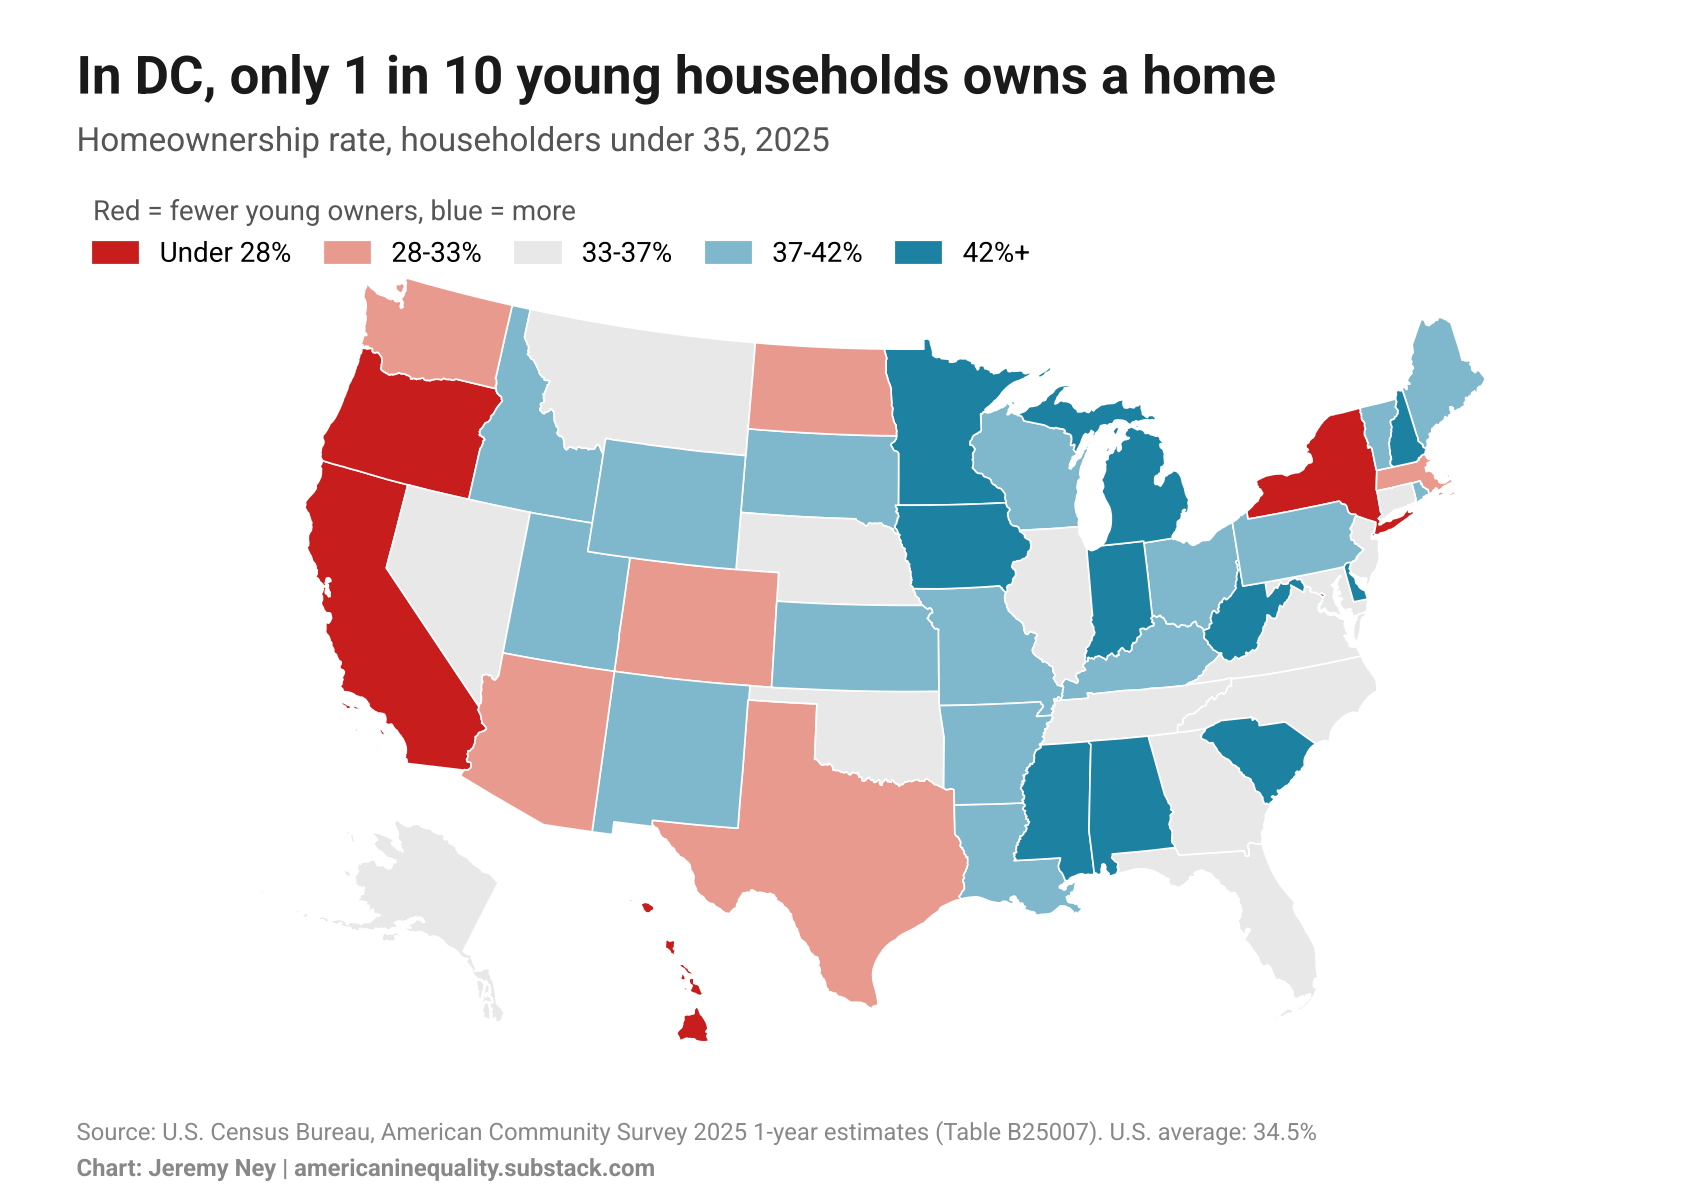 In DC, only 1 in 10 young households owns a home
Homeownership rate, householders under 35, 2025
Red = fewer young owners, blue = more
Under 28% 28-33% 33-37% 37-42% 42%+
Source: U.S. Census Bureau, American Community Survey 2025 1-year estimates (Table B25007). U.S. average: 34.5%
Chart: Jeremy Ney | americaninequality.substack.com